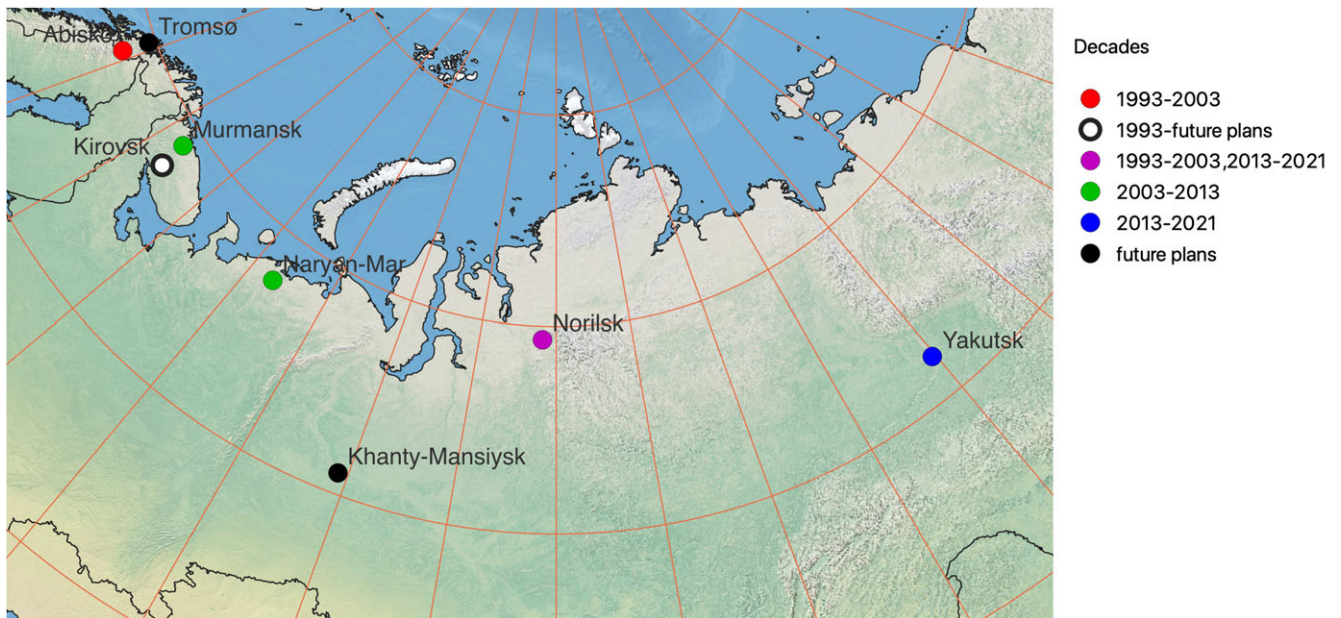 Abisko
Tromsø
Murmansk
Kirovsk
Naryan-Mar
Norilsk
Yakutsk
Khanty-Mansiysk
Decades
1993-2003
1993-future plans
1993-2003,2013-2021
2003-2013
2013-2021
future plans